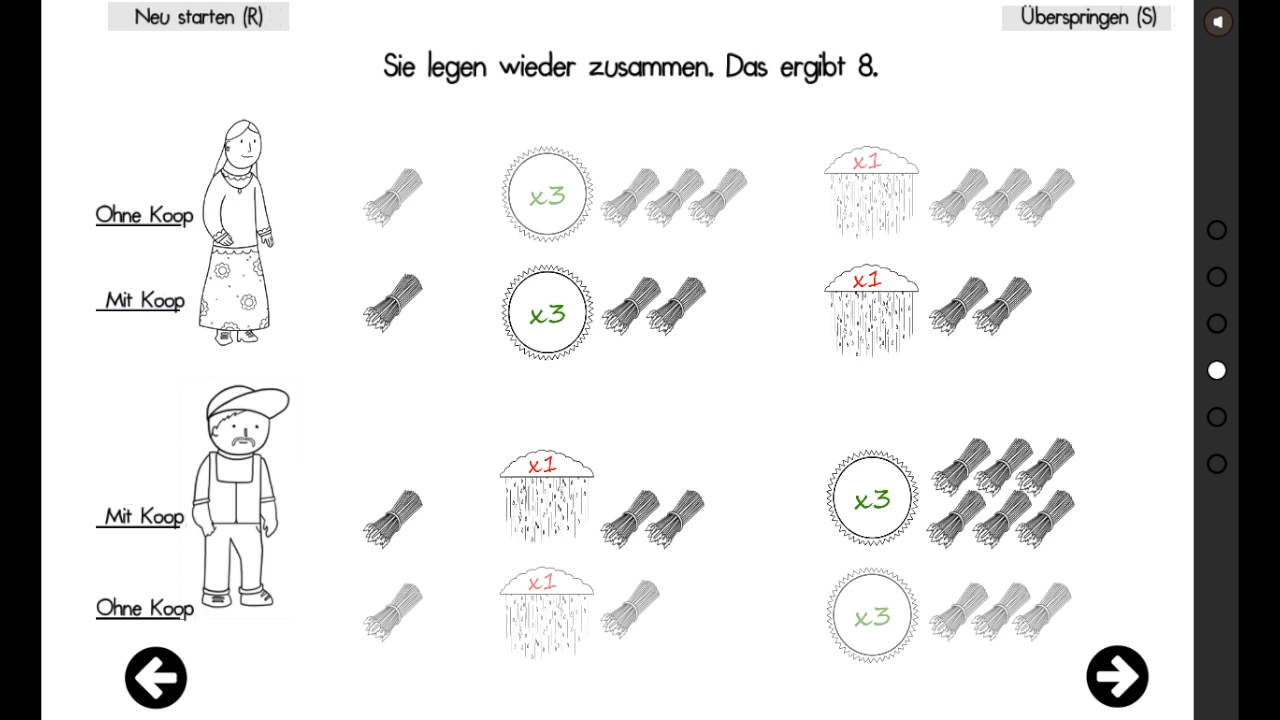 Neu starten (R)
Überspringen (S)
Sie legen wieder zusammen. Das ergibt 8.
x3
x1
Ohne Koop
Mit Koop
x3
x1
x1
x3
Mit Koop
Ohne Koop
x1
x3